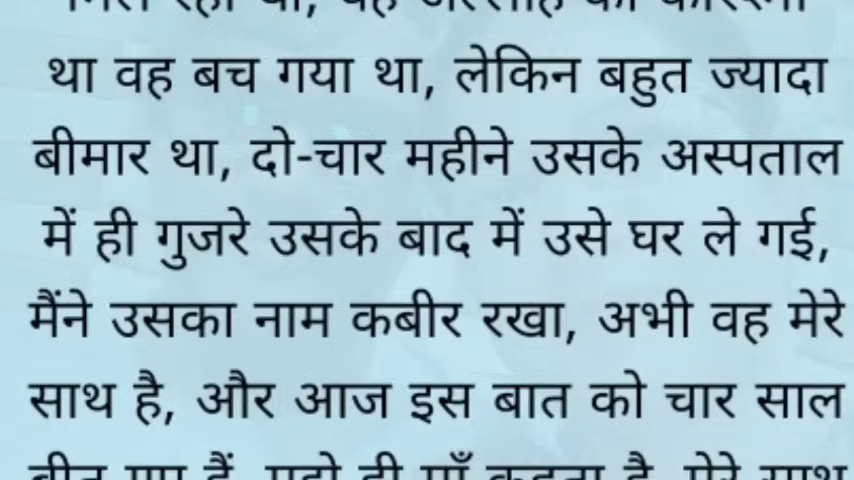 था वह बच गया था, लेकिन बहुत ज्यादा
बीमार था, दो-चार महीने उसके अस्पताल
में ही गुजरे उसके बाद में उसे घर ले गई,
मैंने उसका नाम कबीर रखा, अभी वह मेरे
साथ है, और आज इस बात को चार साल